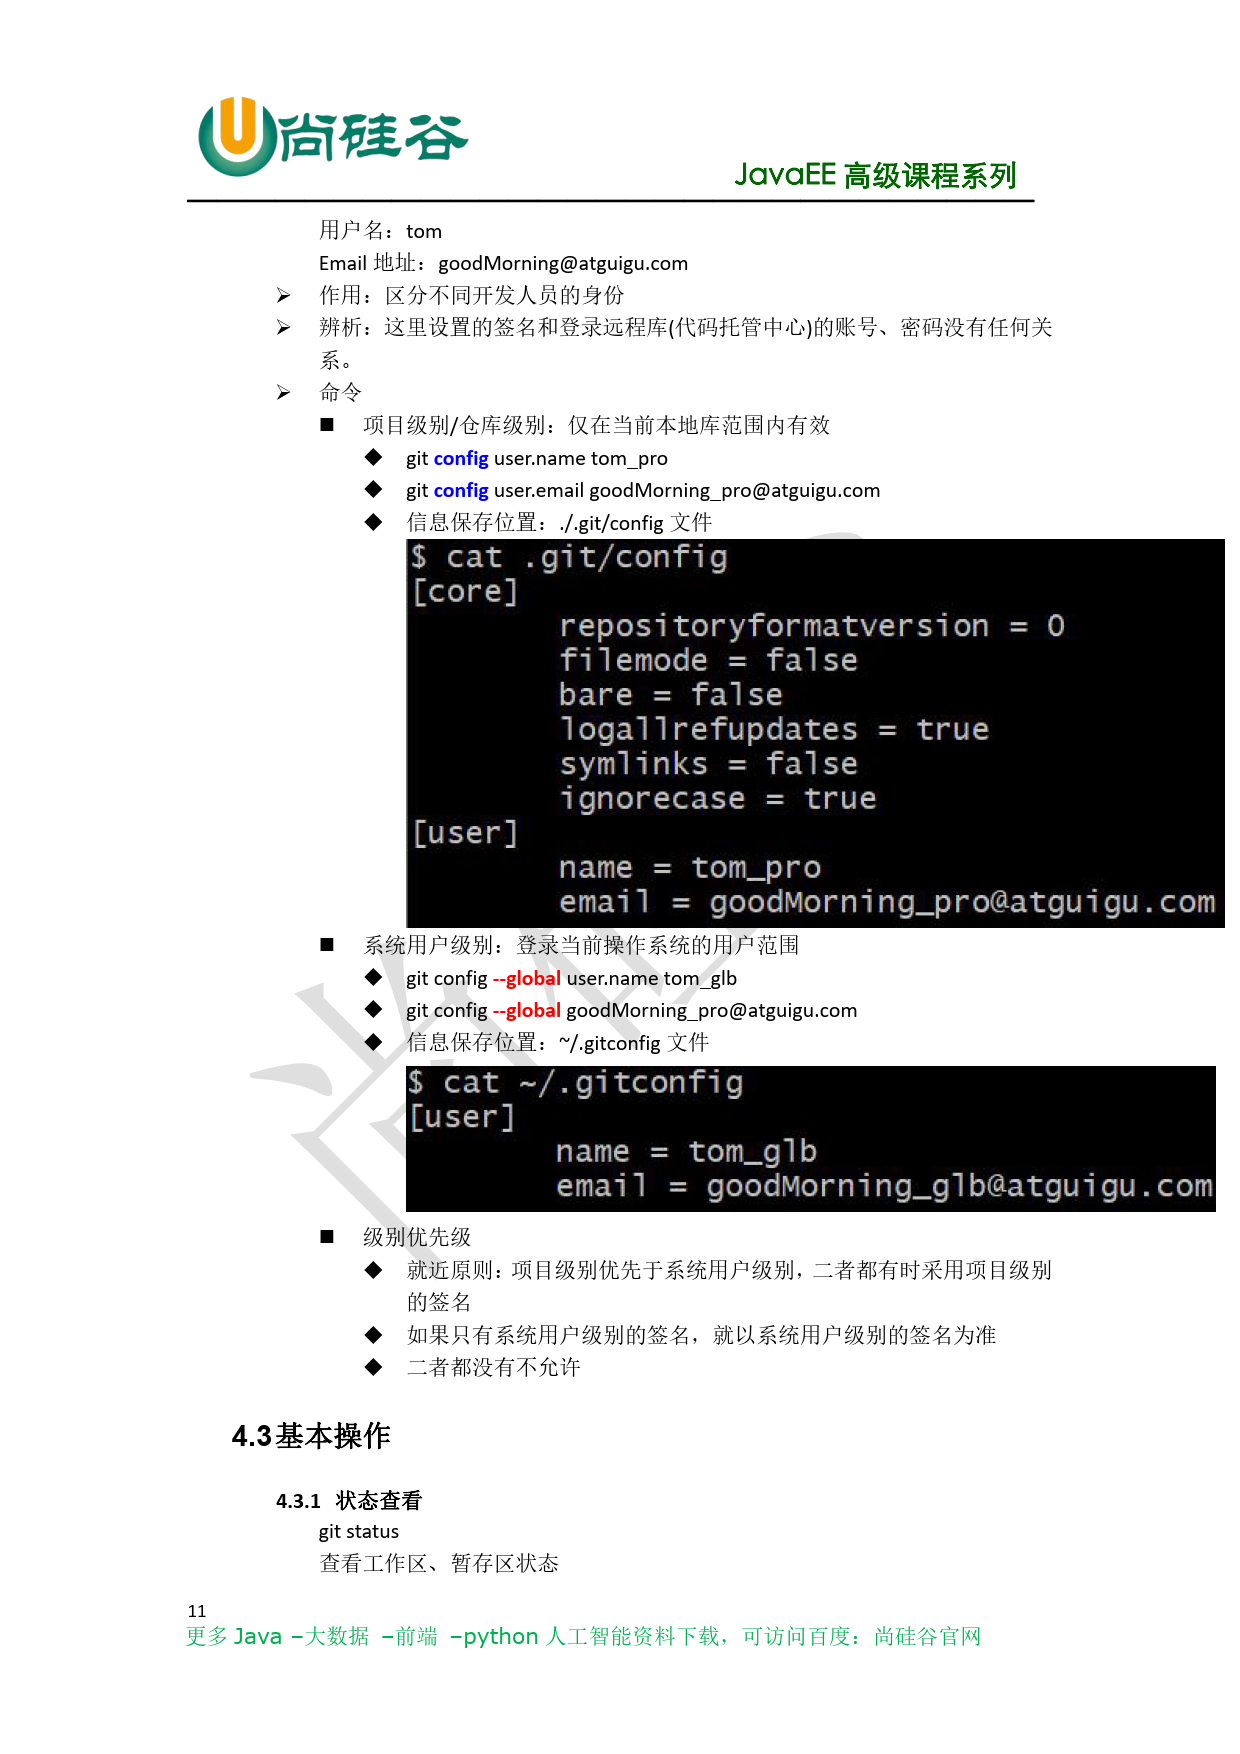 尚硅谷
JavaEE 高级课程系列
用户名：tom
Email 地址：goodMorning@atguigu.com
➢ 作用：区分不同开发人员的身份
➢ 辨析：这里设置的签名和登录远程库(代码托管中心)的账号、密码没有任何关
系。
➢ 命令
■ 项目级别/仓库级别：仅在当前本地库范围内有效
◆ git config user.name tom_pro
◆ git config user.email goodMorning_pro@atguigu.com
◆ 信息保存位置：./.git/config 文件
$ cat .git/config
[core]
repositoryformatversion = 0
filemode = false
bare = false
logallrefupdates = true
symlinks = false
ignorecase = true
[user]
name = tom_pro
email = goodMorning_pro@atguigu.com
■ 系统用户级别：登录当前操作系统的用户范围
◆ git config --global user.name tom_glb
◆ git config --global goodMorning_pro@atguigu.com
◆ 信息保存位置：~/.gitconfig 文件
$ cat ~/.gitconfig
[user]
name = tom_glb
email = goodMorning_glb@atguigu.com
■ 级别优先级
◆ 就近原则：项目级别优先于系统用户级别，二者都有时采用项目级别
的签名
◆ 如果只有系统用户级别的签名，就以系统用户级别的签名为准
◆ 二者都没有不允许
4.3基本操作
4.3.1 状态查看
git status
查看工作区、暂存区状态
11
更多 Java –大数据 –前端 –python 人工智能资料下载，可访问百度：尚硅谷官网